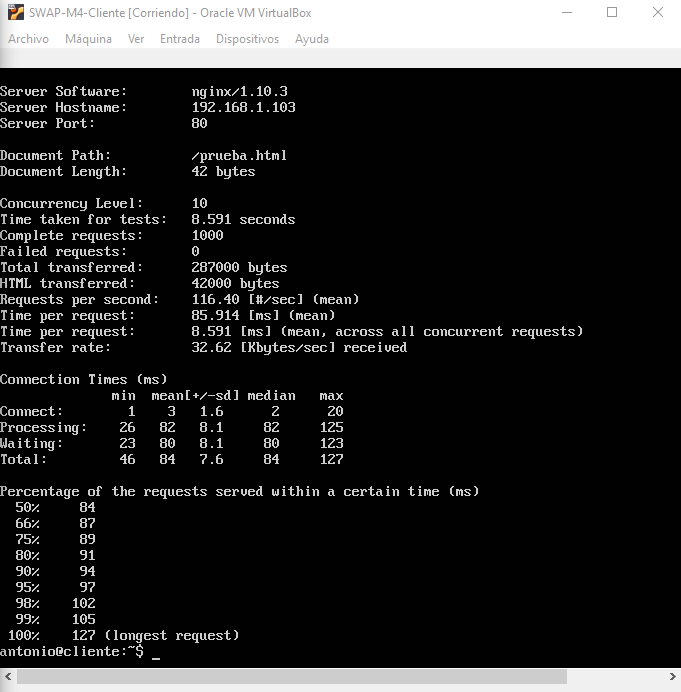 SWAP-M4-Cliente [Corriendo] - Oracle VM VirtualBox
Archivo Máquina Ver Entrada Dispositivos Ayuda
Server Software: nginx/1.10.3
Server Hostname: 192.168.1.103
Server Port: 80
Document Path: /prueba.html
Document Length: 42 bytes
Concurrency Level: 10
Time taken for tests: 8.591 seconds
Complete requests: 1000
Failed requests: 0
Total transferred: 287000 bytes
HTML transferred: 42000 bytes
Requests per second: 116.40 [#/sec] (mean)
Time per request: 85.914 [ms] (mean)
Time per request: 8.591 [ms] (mean, across all concurrent requests)
Transfer rate: 32.62 [Kbytes/sec] received
Connection Times (ms)
min mean[+/-sd] median max
Connect: 1 3 1.6 2 20
Processing: 26 82 8.1 82 125
Waiting: 23 80 8.1 80 123
Total: 46 84 7.6 84 127
Percentage of the requests served within a certain time (ms)
50% 84
66% 87
75% 89
80% 91
90% 94
95% 97
98% 102
99% 105
100% 127 (longest request)
antonio@cliente:~$ _